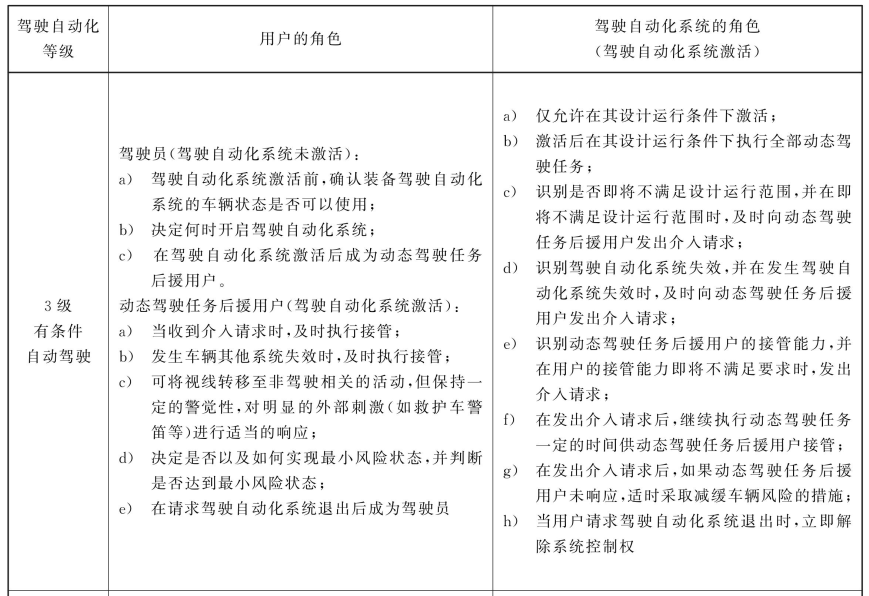 驾驶自动化
等级
用户的角色
驾驶自动化系统的角色
(驾驶自动化系统激活)
3 级
有条件
自动驾驶
驾驶员(驾驶自动化系统未激活):
a) 驾驶自动化系统激活前,确认装备驾驶自动化
系统的车辆状态是否可以使用;
b) 决定何时开启驾驶自动化系统;
c) 在驾驶自动化系统激活后成为动态驾驶任务
后援用户。
动态驾驶任务后援用户(驾驶自动化系统激活):
a) 当收到介入请求时,及时执行接管;
b) 发生车辆其他系统失效时,及时执行接管;
c) 可将视线转移至非驾驶相关的活动,但保持一
定的警觉性,对明显的外部刺激(如救护车警
笛等)进行适当的响应;
d) 决定是否以及如何实现最小风险状态,并判断
是否达到最小风险状态;
e) 在请求驾驶自动化系统退出后成为驾驶员
a) 仅允许在其设计运行条件下激活;
b) 激活后在其设计运行条件下执行全部动态驾
驶任务;
c) 识别是否即将不满足设计运行范围,并在即
将不满足设计运行范围时,及时向动态驾驶
任务后援用户发出介入请求;
d) 识别驾驶自动化系统失效,并在发生驾驶自
动化系统失效时,及时向动态驾驶任务后援
用户发出介入请求;
e) 识别动态驾驶任务后援用户的接管能力,并
在用户的接管能力即将不满足要求时,发出
介入请求;
f) 在发出介入请求后,继续执行动态驾驶任务
一定的时间供动态驾驶任务后援用户接管;
g) 在发出介入请求后,如果动态驾驶任务后援
用户未响应,适时采取减缓车辆风险的措施;
h) 当用户请求驾驶自动化系统退出时,立即解
除系统控制权